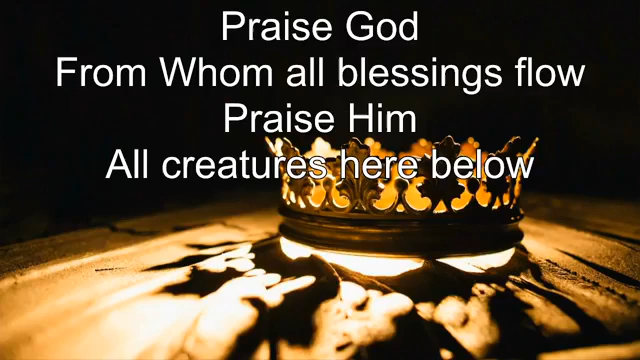 Praise God
From Whom all blessings flow
Praise Him
All creatures here below